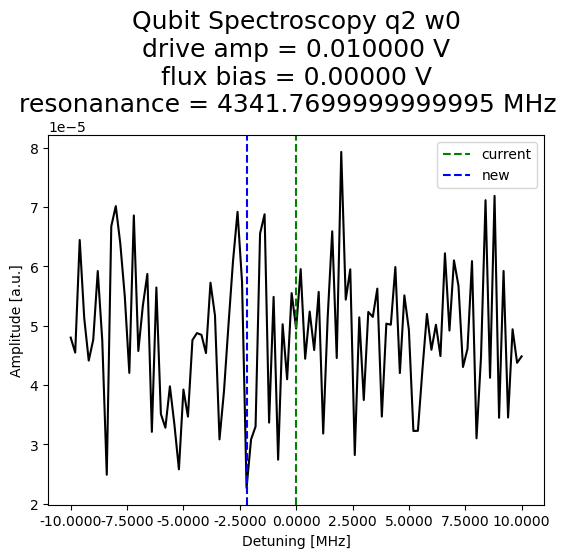 Qubit Spectroscopy q2 w0
drive amp = 0.010000 V
flux bias = 0.00000 V
resonanance = 4341.7699999999995 MHz
1e−5
current
new
8
7
6
5
4
3
2
Amplitude [a.u.]
-10.0000 -7.5000 -5.0000 -2.5000 0.0000 2.5000 5.0000 7.5000 10.0000
Detuning [MHz]